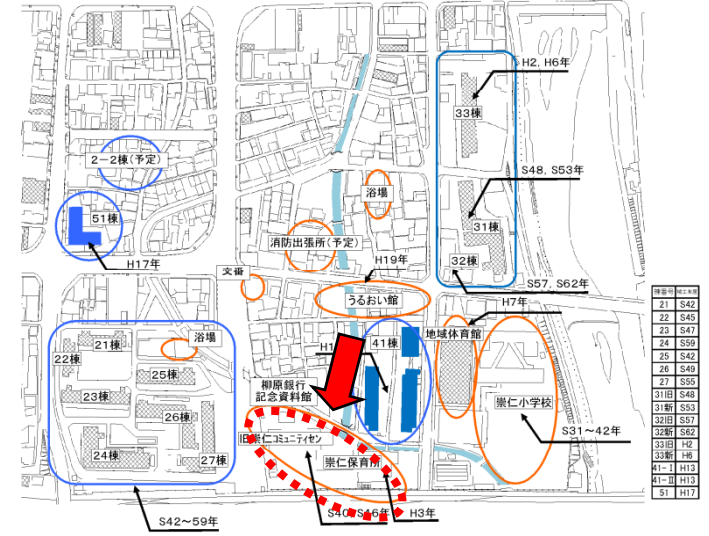 H2, H6年
33棟
2－2棟(予定)
S48, S53年
浴場
51棟
31棟
消防出張所(予定)
32棟
H17年
交番
H19年
S57, S62年
うるおい館
H7年
浴場
21棟
22棟
41棟
地域体育館
25棟
柳原銀行
記念資料館
23棟
崇仁小学校
26棟
旧崇仁コミュニティセン
S31～42年
24棟
27棟
崇仁保育所
S42～59年
S40, S46年
H3年
棟番号 竣工年度
21 S42
22 S45
23 S47
24 S59
25 S42
26 S49
27 S55
31旧 S48
31新 S53
32旧 S57
32新 S62
33旧 H2
33新 H6
41-Ⅰ H13
41-Ⅱ H13
51 H17